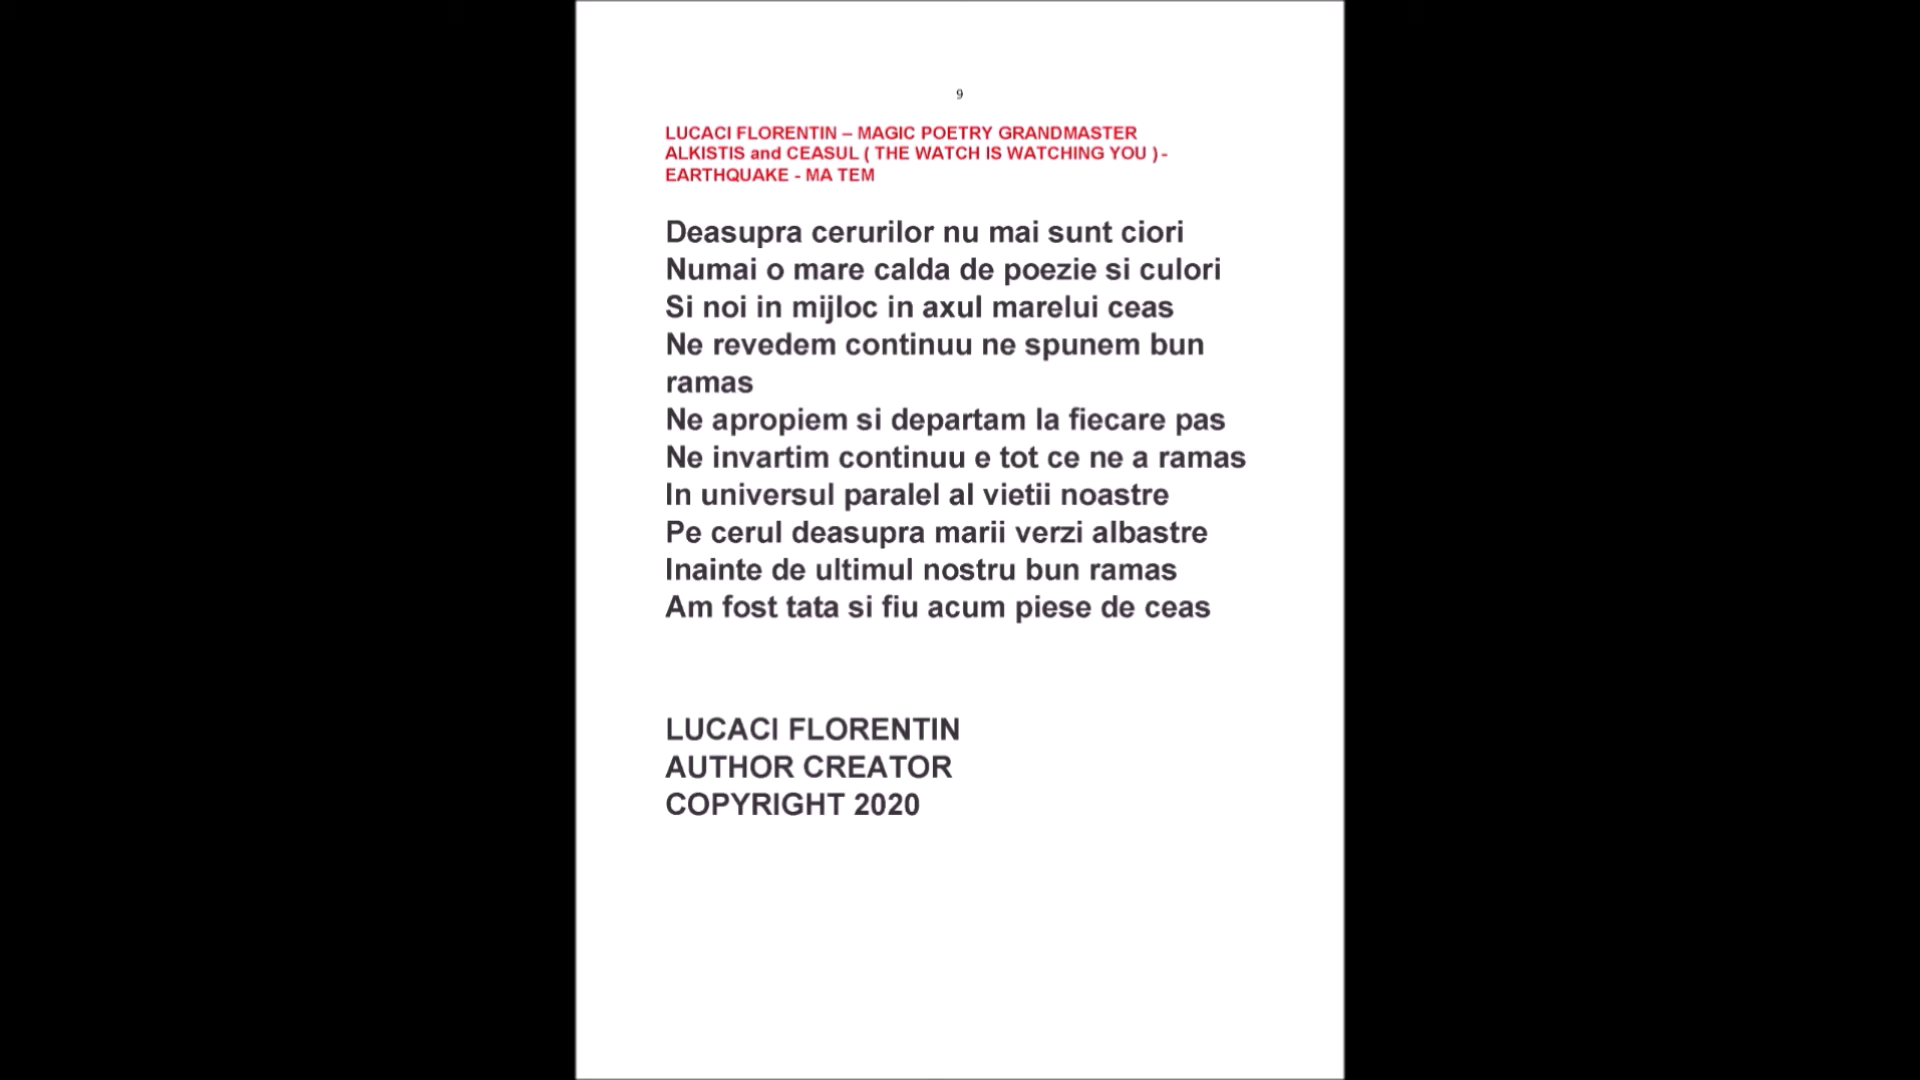 9
LUCACI FLORENTIN – MAGIC POETRY GRANDMASTER
ALKISTIS and CEASUL ( THE WATCH IS WATCHING YOU ) -
EARTHQUAKE - MA TEM
Deasupra cerurilor nu mai sunt ciori
Numai o mare calda de poezie si culori
Si noi in mijloc in axul marelui ceas
Ne revedem continuu ne spunem bun
ramas
Ne apropiem si departam la fiecare pas
Ne invartim continuu e tot ce ne a ramas
In universul paralel al vietii noastre
Pe cerul deasupra marii verzi albastre
Inainte de ultimul nostru bun ramas
Am fost tata si fiu acum piese de ceas
LUCACI FLORENTIN
AUTHOR CREATOR
COPYRIGHT 2020